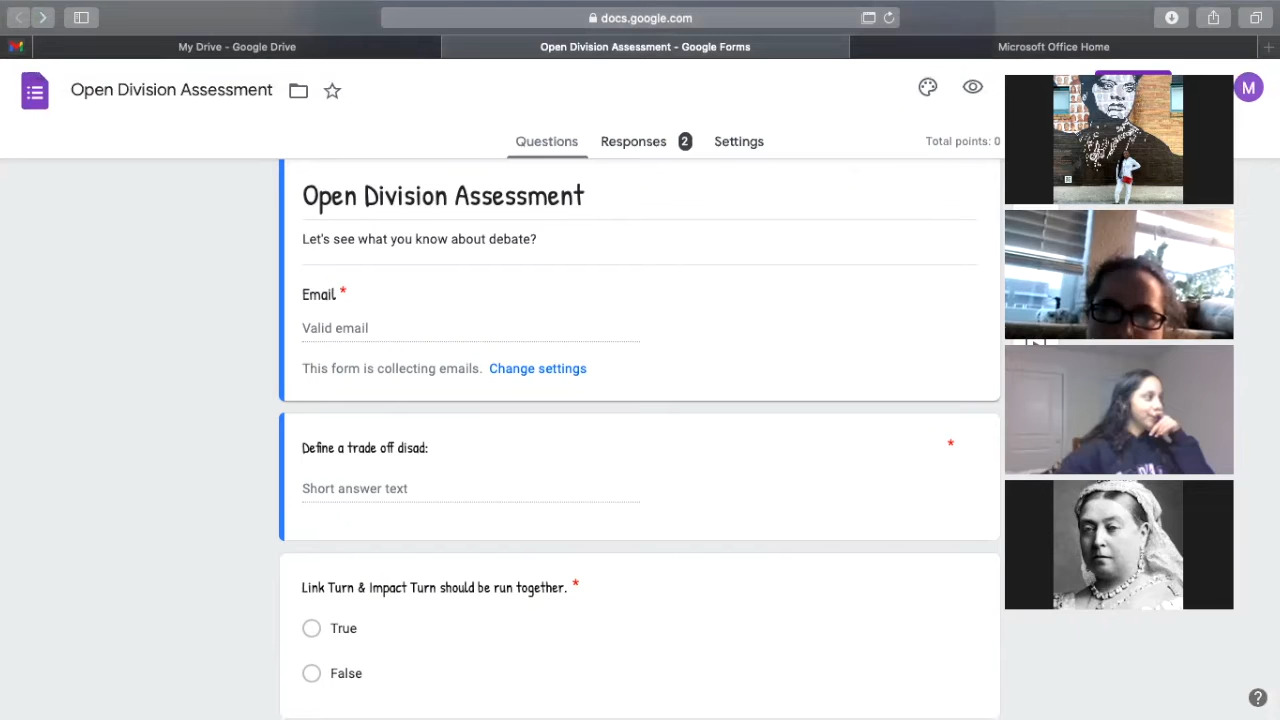 docs.google.com
My Drive - Google Drive
Open Division Assessment - Google Forms
Microsoft Office Home
Open Division Assessment
M
Questions
Responses 2
Settings
Total points: 0
Open Division Assessment
Let's see what you know about debate?
Email *
Valid email
This form is collecting emails. Change settings
Define a trade off disad: *
Short answer text
Link Turn & Impact Turn should be run together. *
True
False